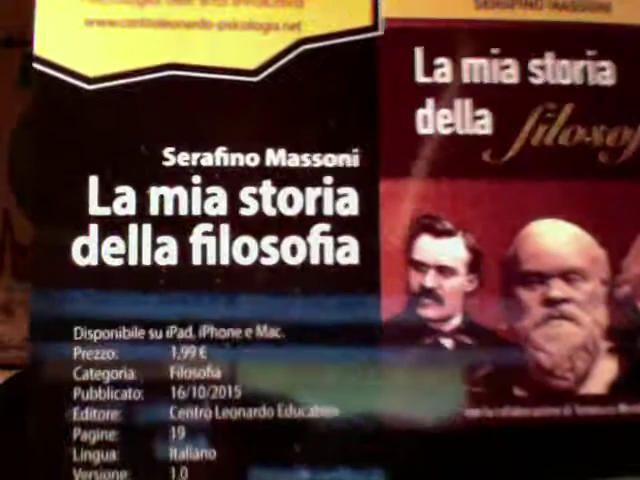 www.centroleonardo-psicologia.net
Serafino Massoni
La mia storia
della filosofia
Disponibile su iPad, iPhone e Mac.
Prezzo: 1,99 €
Categoria: Filosofia
Pubblicato: 16/10/2015
Editore: Centro Leonardo Education
Pagine: 19
Lingua: Italiano
Versione: 1.0
SERAFINO MASSONI
La mia storia
della filosof